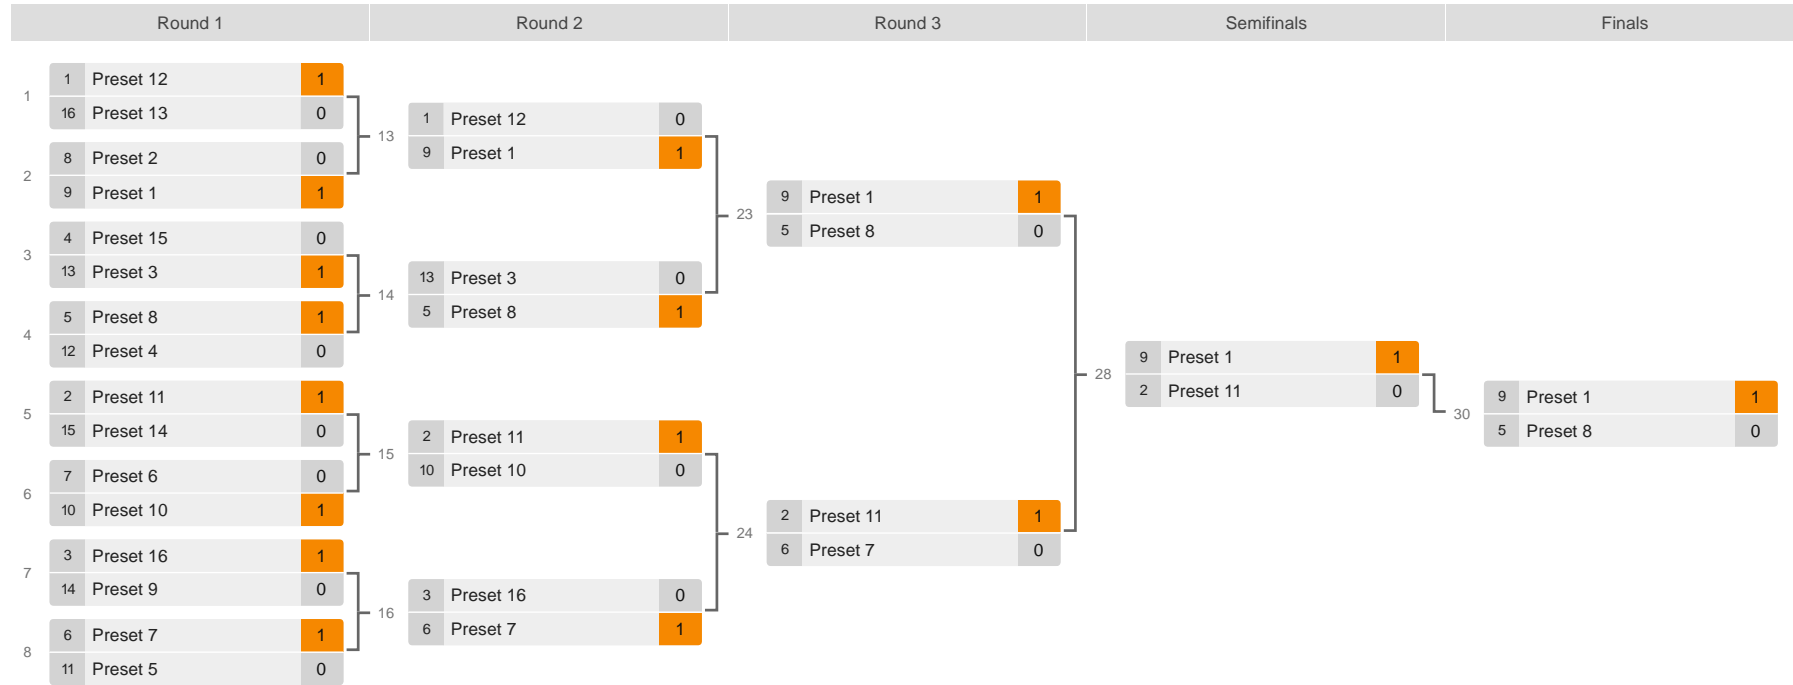 Round 1
Round 2
Round 3
Semifinals
Finals
1
1 Preset 12 1
16 Preset 13 0
2
8 Preset 2 0
9 Preset 1 1
3
4 Preset 15 0
13 Preset 3 1
4
5 Preset 8 1
12 Preset 4 0
5
2 Preset 11 1
15 Preset 14 0
6
7 Preset 6 0
10 Preset 10 1
7
3 Preset 16 1
14 Preset 9 0
8
6 Preset 7 1
11 Preset 5 0
13
1 Preset 12 0
9 Preset 1 1
14
13 Preset 3 0
5 Preset 8 1
15
2 Preset 11 1
10 Preset 10 0
16
3 Preset 16 0
6 Preset 7 1
23
9 Preset 1 1
5 Preset 8 0
24
2 Preset 11 1
6 Preset 7 0
28
9 Preset 1 1
2 Preset 11 0
30
9 Preset 1 1
5 Preset 8 0